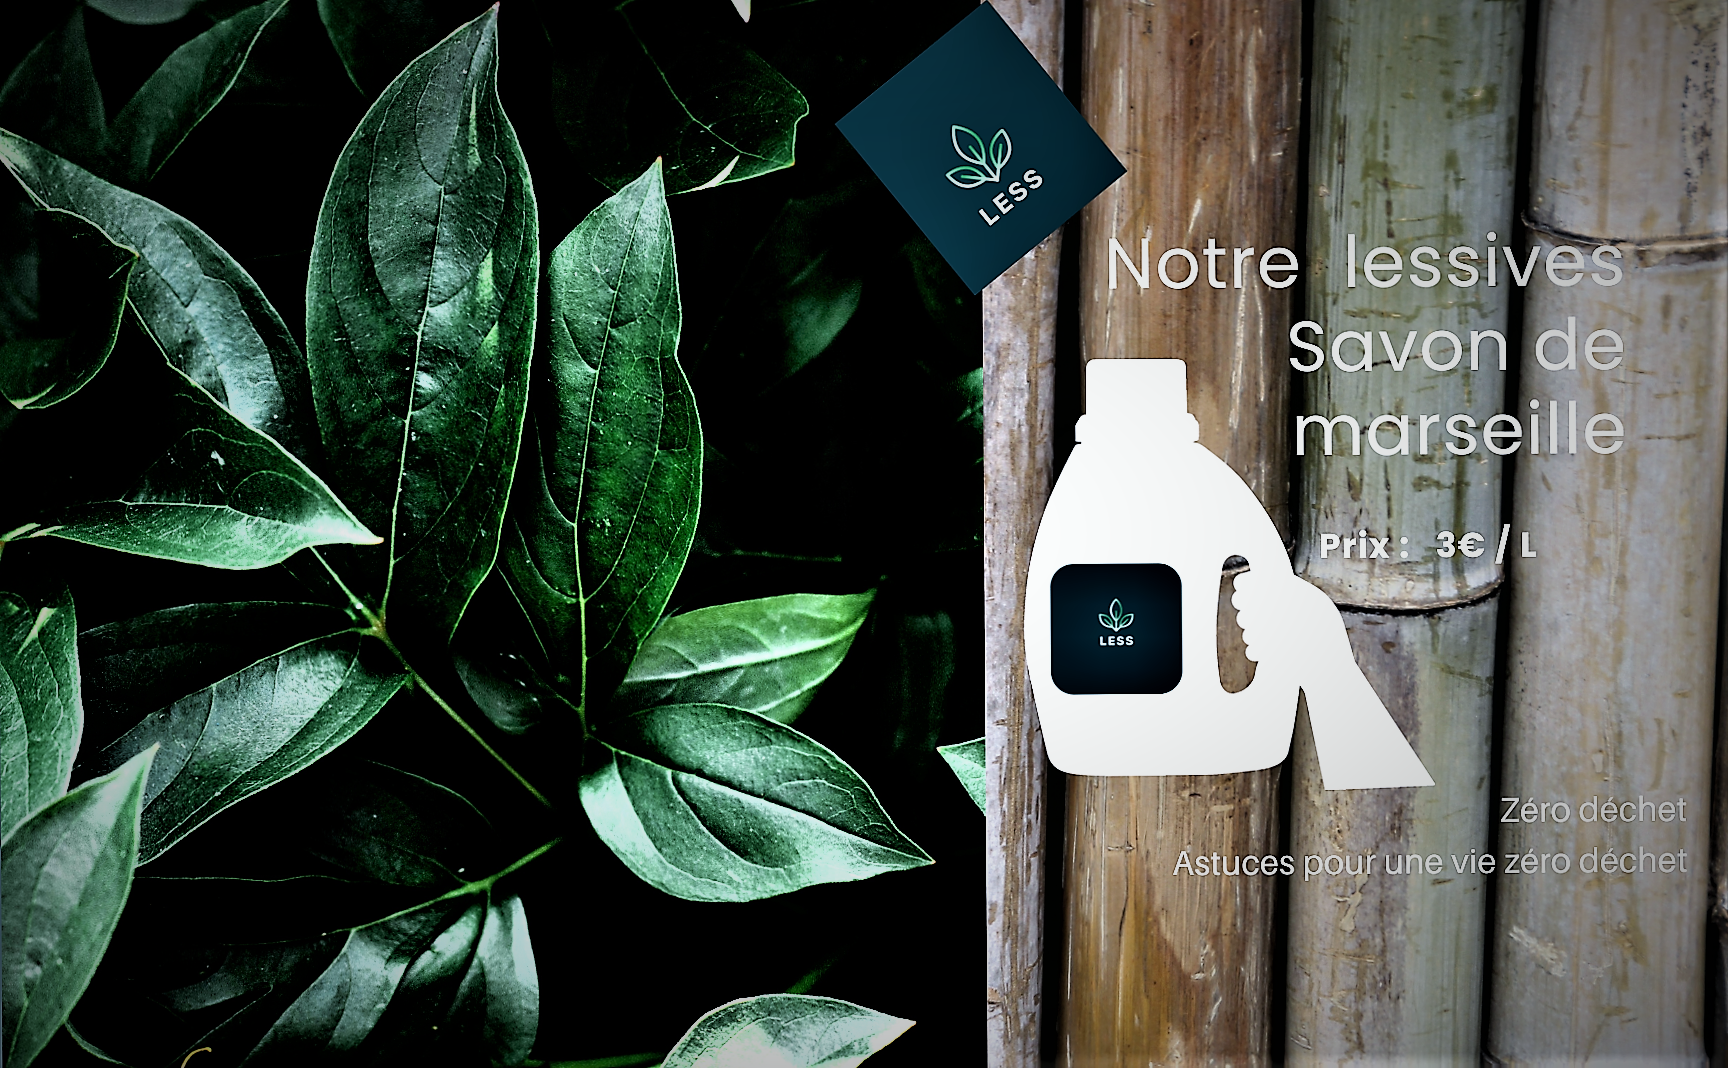 LESS
Notre lessives
Savon de
marseille
Prix : 3€ / L
LESS
Zéro déchet
Astuces pour une vie zéro déchet